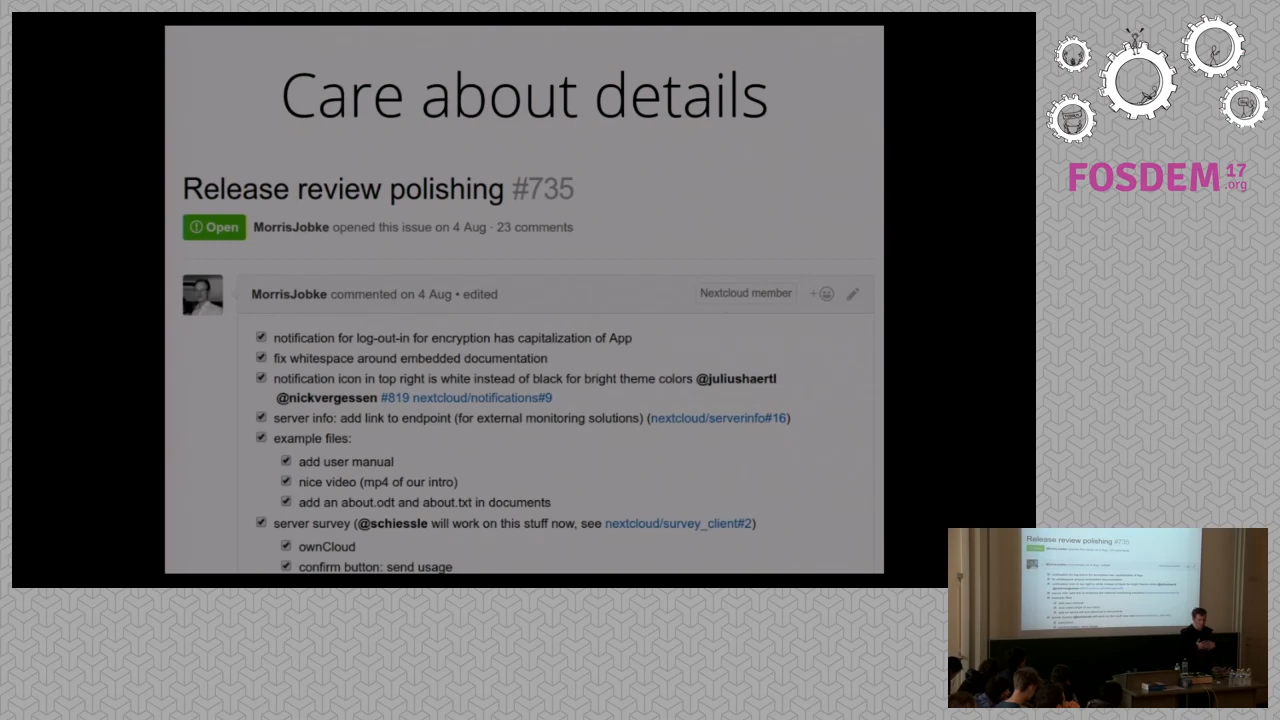 Care about details
Release review polishing #735
Open MorrisJobke opened this issue on 4 Aug · 23 comments
MorrisJobke commented on 4 Aug • edited
Nextcloud member
notification for log-out-in for encryption has capitalization of App
fix whitespace around embedded documentation
notification icon in top right is white instead of black for bright theme colors @juliushaertl
@nickvergessen #819 nextcloud/notifications#9
server info: add link to endpoint (for external monitoring solutions) (nextcloud/serverinfo#16)
example files:
add user manual
nice video (mp4 of our intro)
add an about.odt and about.txt in documents
server survey (@schiessle will work on this stuff now, see nextcloud/survey_client#2)
ownCloud
confirm button: send usage
FOSDEM 17
.org
Release review polishing #735